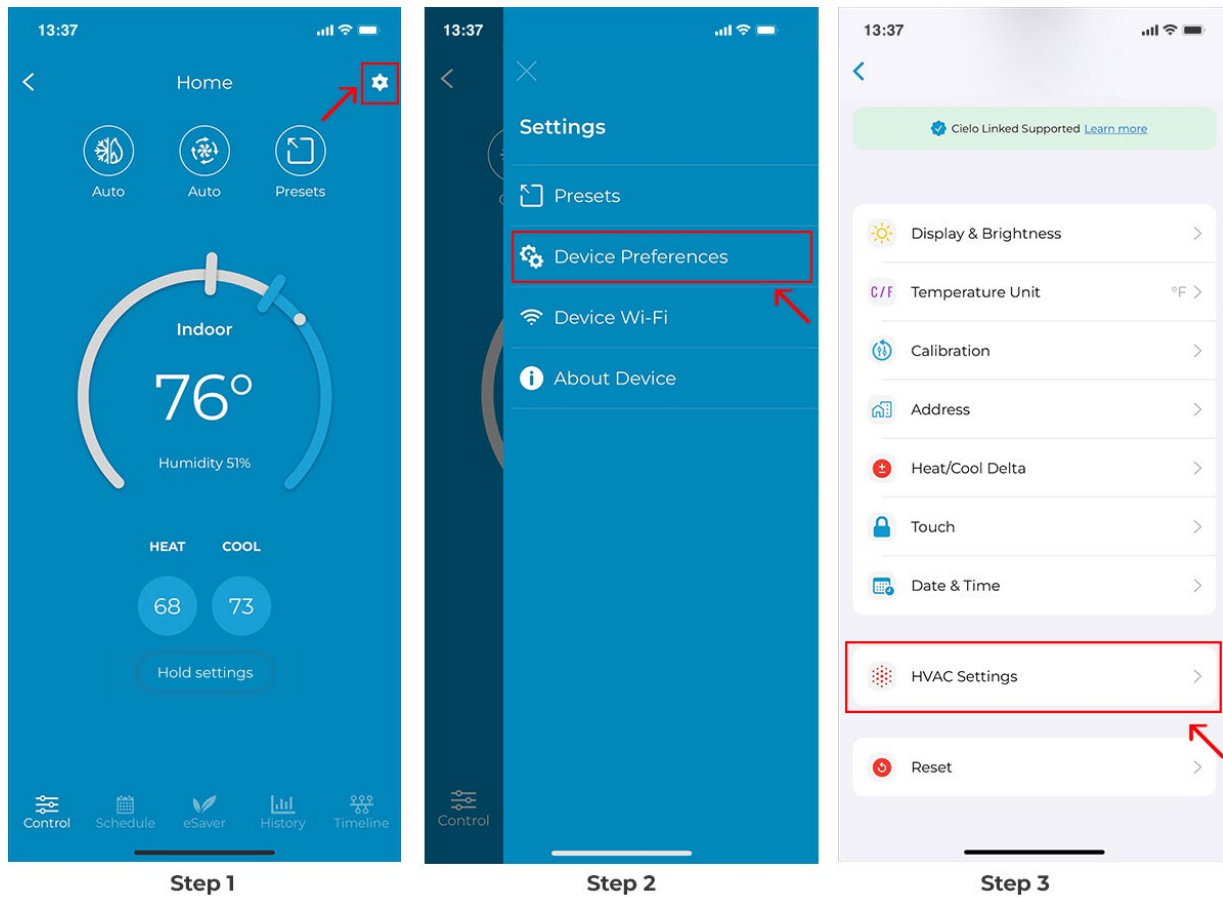 13:37
Home
Auto
Auto
Presets
Indoor
76°
Humidity 51%
HEAT COOL
68 73
Hold settings
Control Schedule eSaver History Timeline
Step 1
13:37
Settings
Presets
Device Preferences
Device Wi-Fi
About Device
Control
Step 2
13:37
Cielo Linked Supported Learn more
Display & Brightness
C/F Temperature Unit °F
Calibration
Address
Heat/Cool Delta
Touch
Date & Time
HVAC Settings
Reset
Step 3